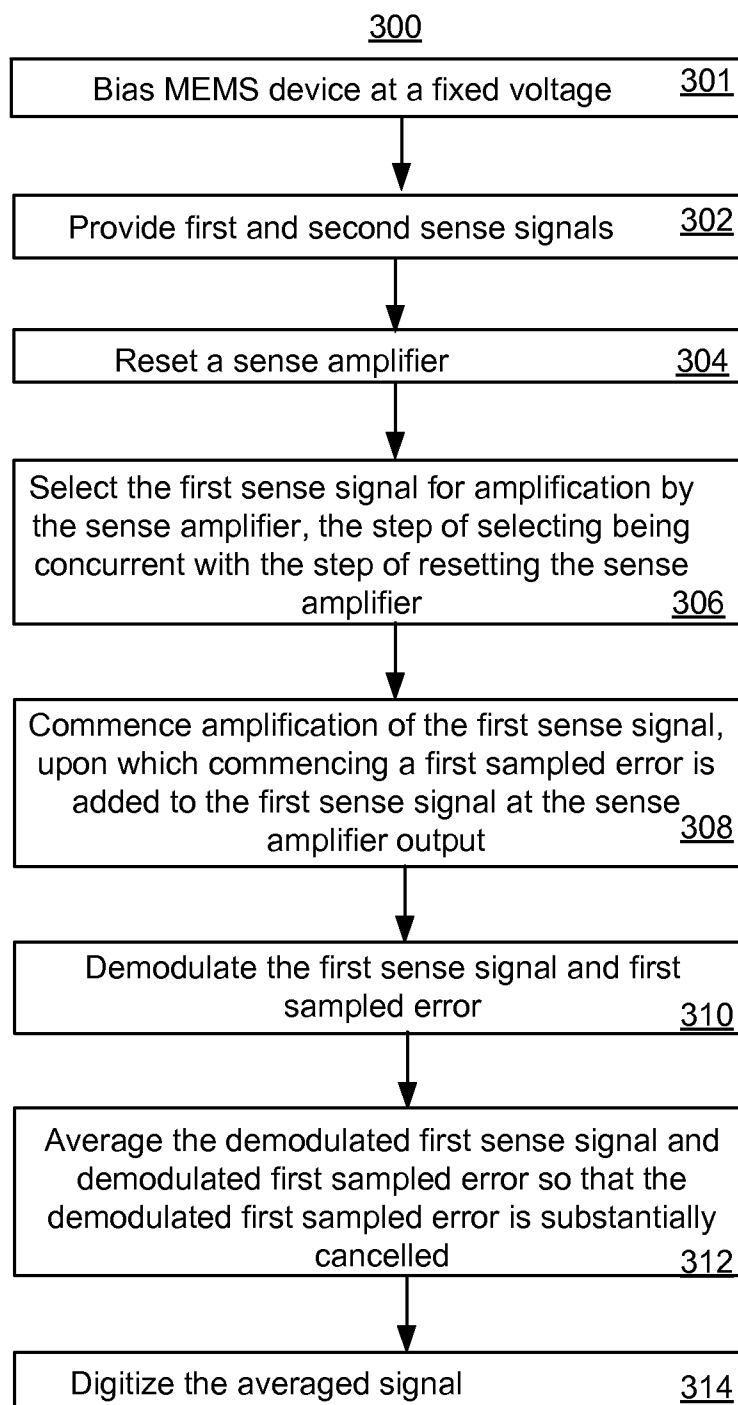 300
Bias MEMS device at a fixed voltage 301
Provide first and second sense signals 302
Reset a sense amplifier 304
Select the first sense signal for amplification by
the sense amplifier, the step of selecting being
concurrent with the step of resetting the sense
amplifier 306
Commence amplification of the first sense signal,
upon which commencing a first sampled error is
added to the first sense signal at the sense
amplifier output 308
Demodulate the first sense signal and first
sampled error 310
Average the demodulated first sense signal and
demodulated first sampled error so that the
demodulated first sampled error is substantially
cancelled 312
Digitize the averaged signal 314